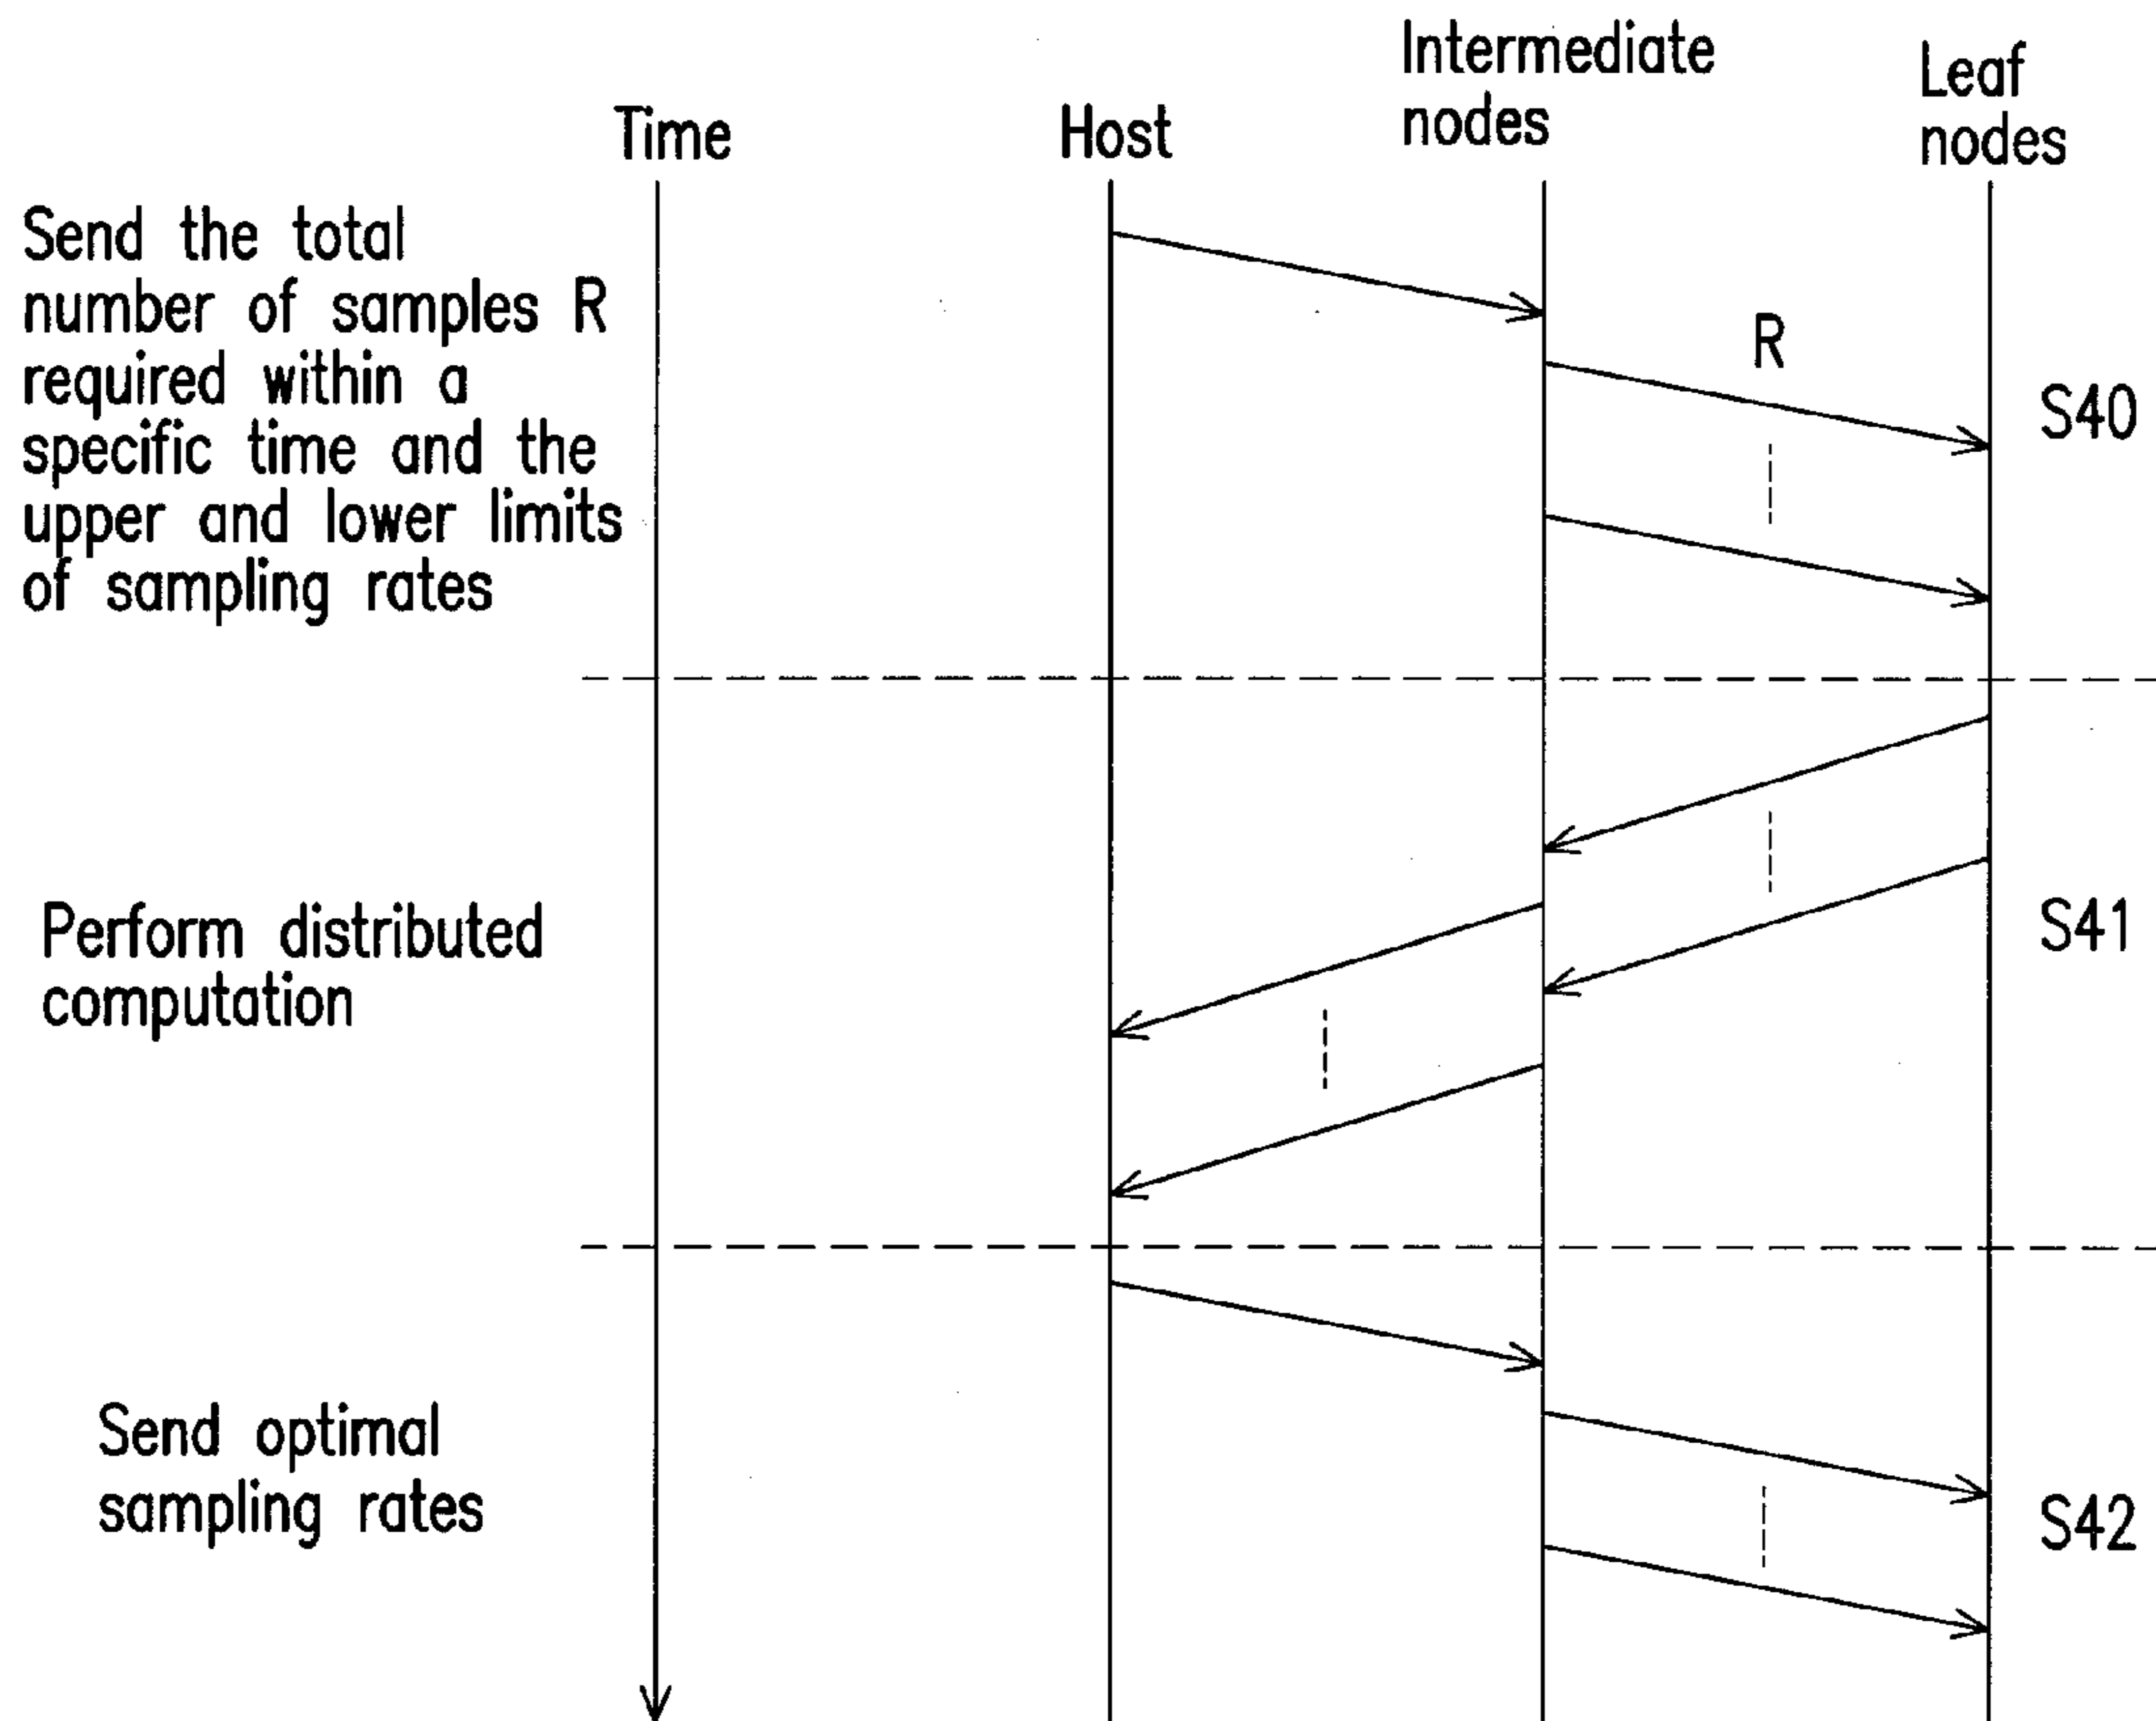 Time
Host
Intermediate
nodes
Leaf
nodes
Send the total
number of samples R
required within a
specific time and the
upper and lower limits
of sampling rates
R
S40
Perform distributed
computation
S41
Send optimal
sampling rates
S42